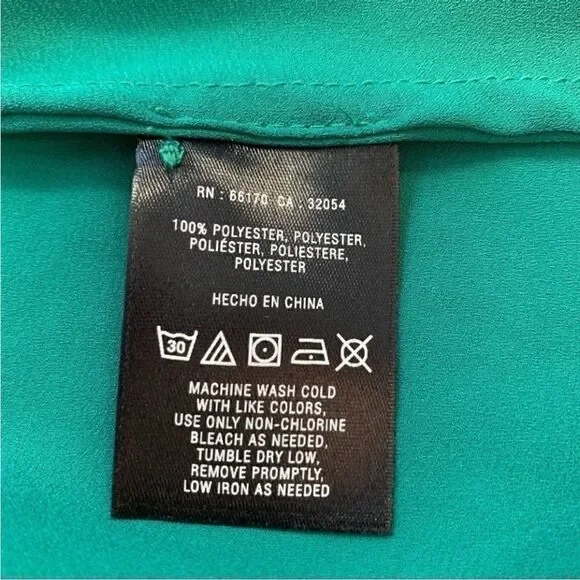 RN : 66170 CA : 32054
100% POLYESTER, POLYESTER,
POLIÉSTER, POLIESTERE,
POLYESTER
HECHO EN CHINA
30
MACHINE WASH COLD
WITH LIKE COLORS,
USE ONLY NON-CHLORINE
BLEACH AS NEEDED,
TUMBLE DRY LOW,
REMOVE PROMPTLY,
LOW IRON AS NEEDED